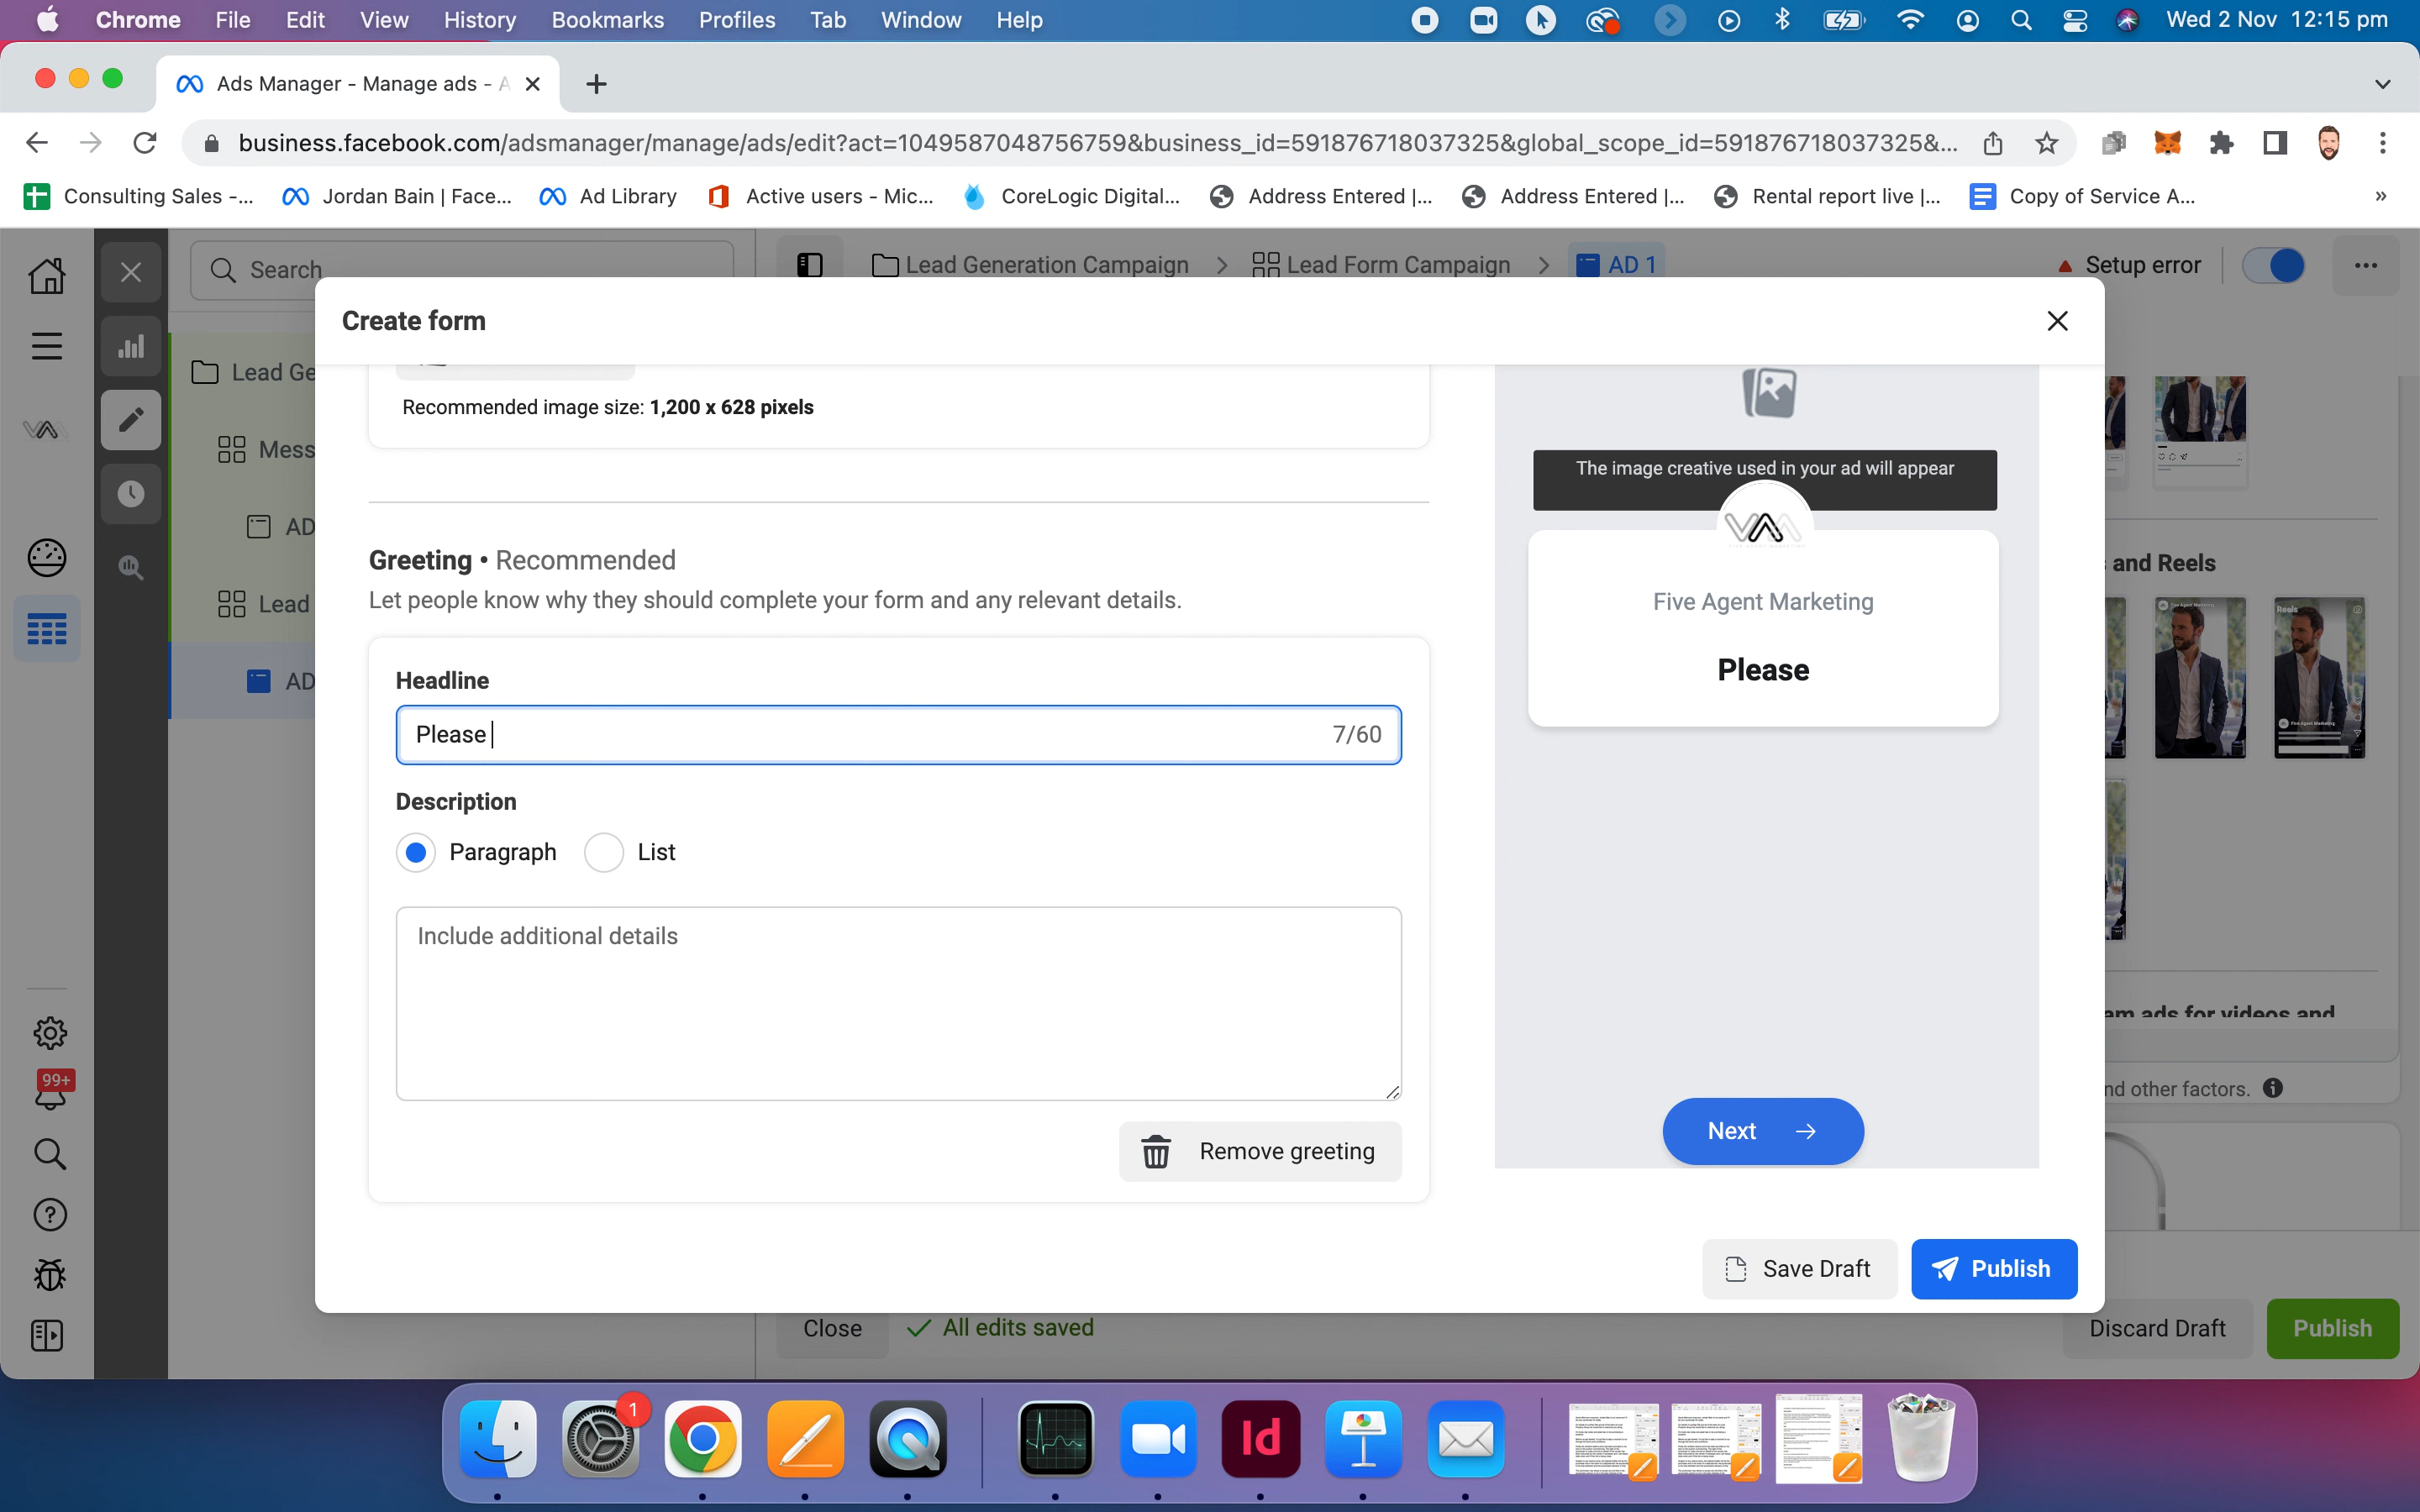 Chrome File Edit View History Bookmarks Profiles Tab Window Help Wed 2 Nov 12:15 pm
Ads Manager - Manage ads - A
business.facebook.com/adsmanager/manage/ads/edit?act=1049587048756759&business_id=591876718037325&global_scope_id=591876718037325&...
Consulting Sales -... Jordan Bain | Face... Ad Library Active users - Mic... CoreLogic Digital... Address Entered |... Address Entered |... Rental report live |... Copy of Service A... »
Search
Lead Generation Campaign > Lead Form Campaign > AD 1
Setup error
Create form
Lead Ge
Mess
AD
Lead
AD
Recommended image size: 1,200 x 628 pixels
The image creative used in your ad will appear
Greeting • Recommended
Let people know why they should complete your form and any relevant details.
Five Agent Marketing
Please
Headline
Please
7/60
Description
Paragraph
List
Include additional details
Remove greeting
Next
Save Draft
Publish
and Reels
Reels
am ads for videos and
nd other factors.
99+
Close
All edits saved
Discard Draft
Publish
1
Id